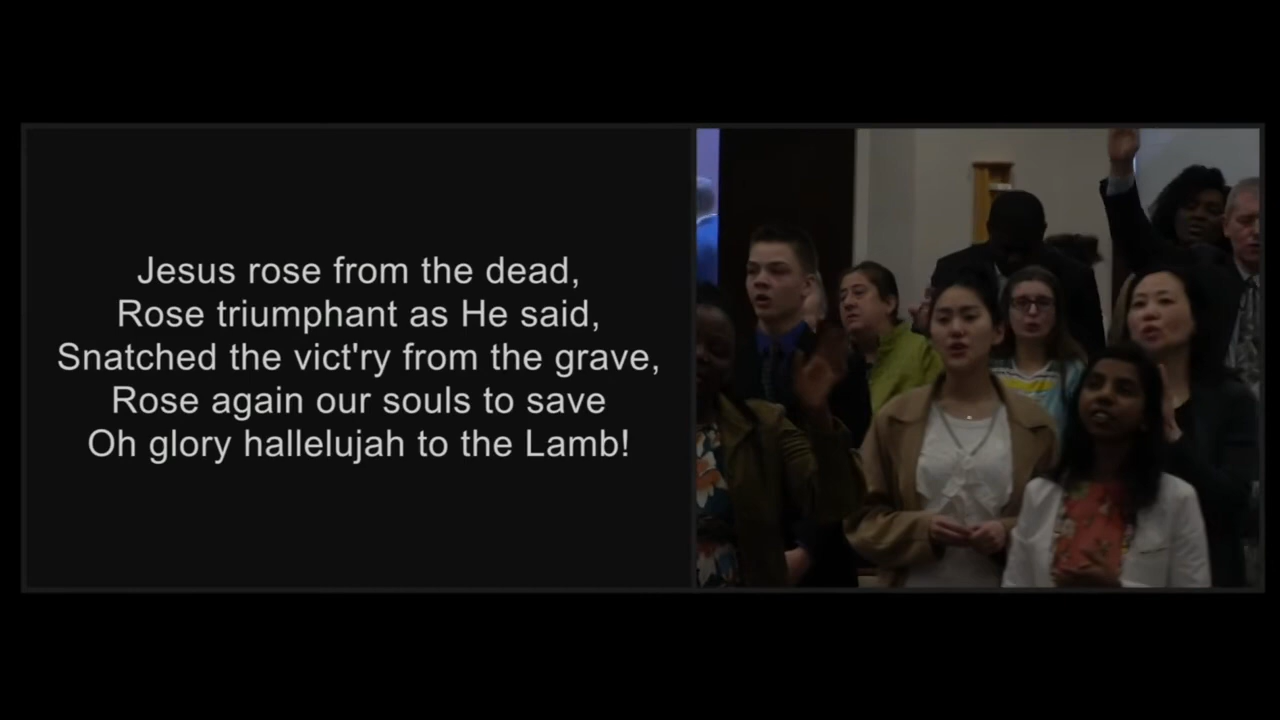 Jesus rose from the dead,
Rose triumphant as He said,
Snatched the vict'ry from the grave,
Rose again our souls to save
Oh glory hallelujah to the Lamb!